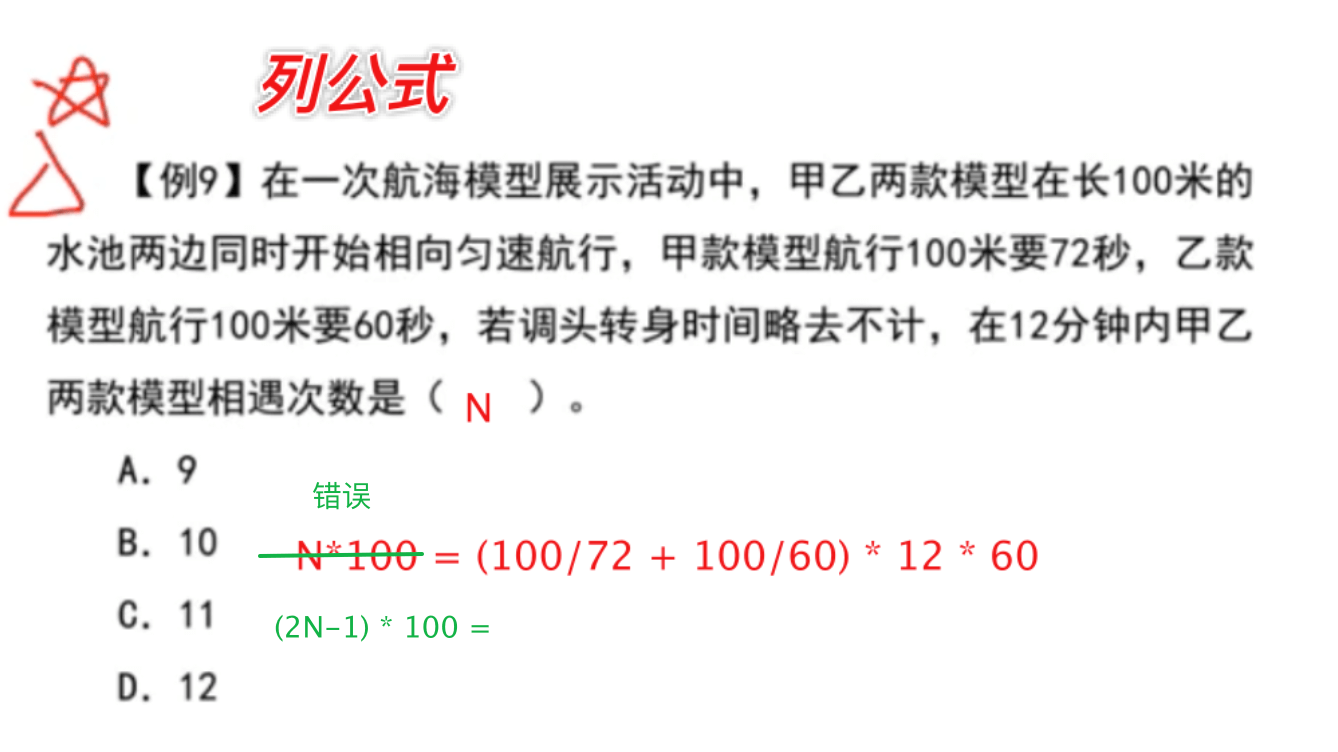 列公式
【例9】在一次航海模型展示活动中，甲乙两款模型在长100米的
水池两边同时开始相向匀速航行，甲款模型航行100米要72秒，乙款
模型航行100米要60秒，若调头转身时间略去不计，在12分钟内甲乙
两款模型相遇次数是（ N ）。
A. 9
错误
B. 10
N*100 = (100/72 + 100/60) * 12 * 60
C. 11
(2N-1) * 100 =
D. 12